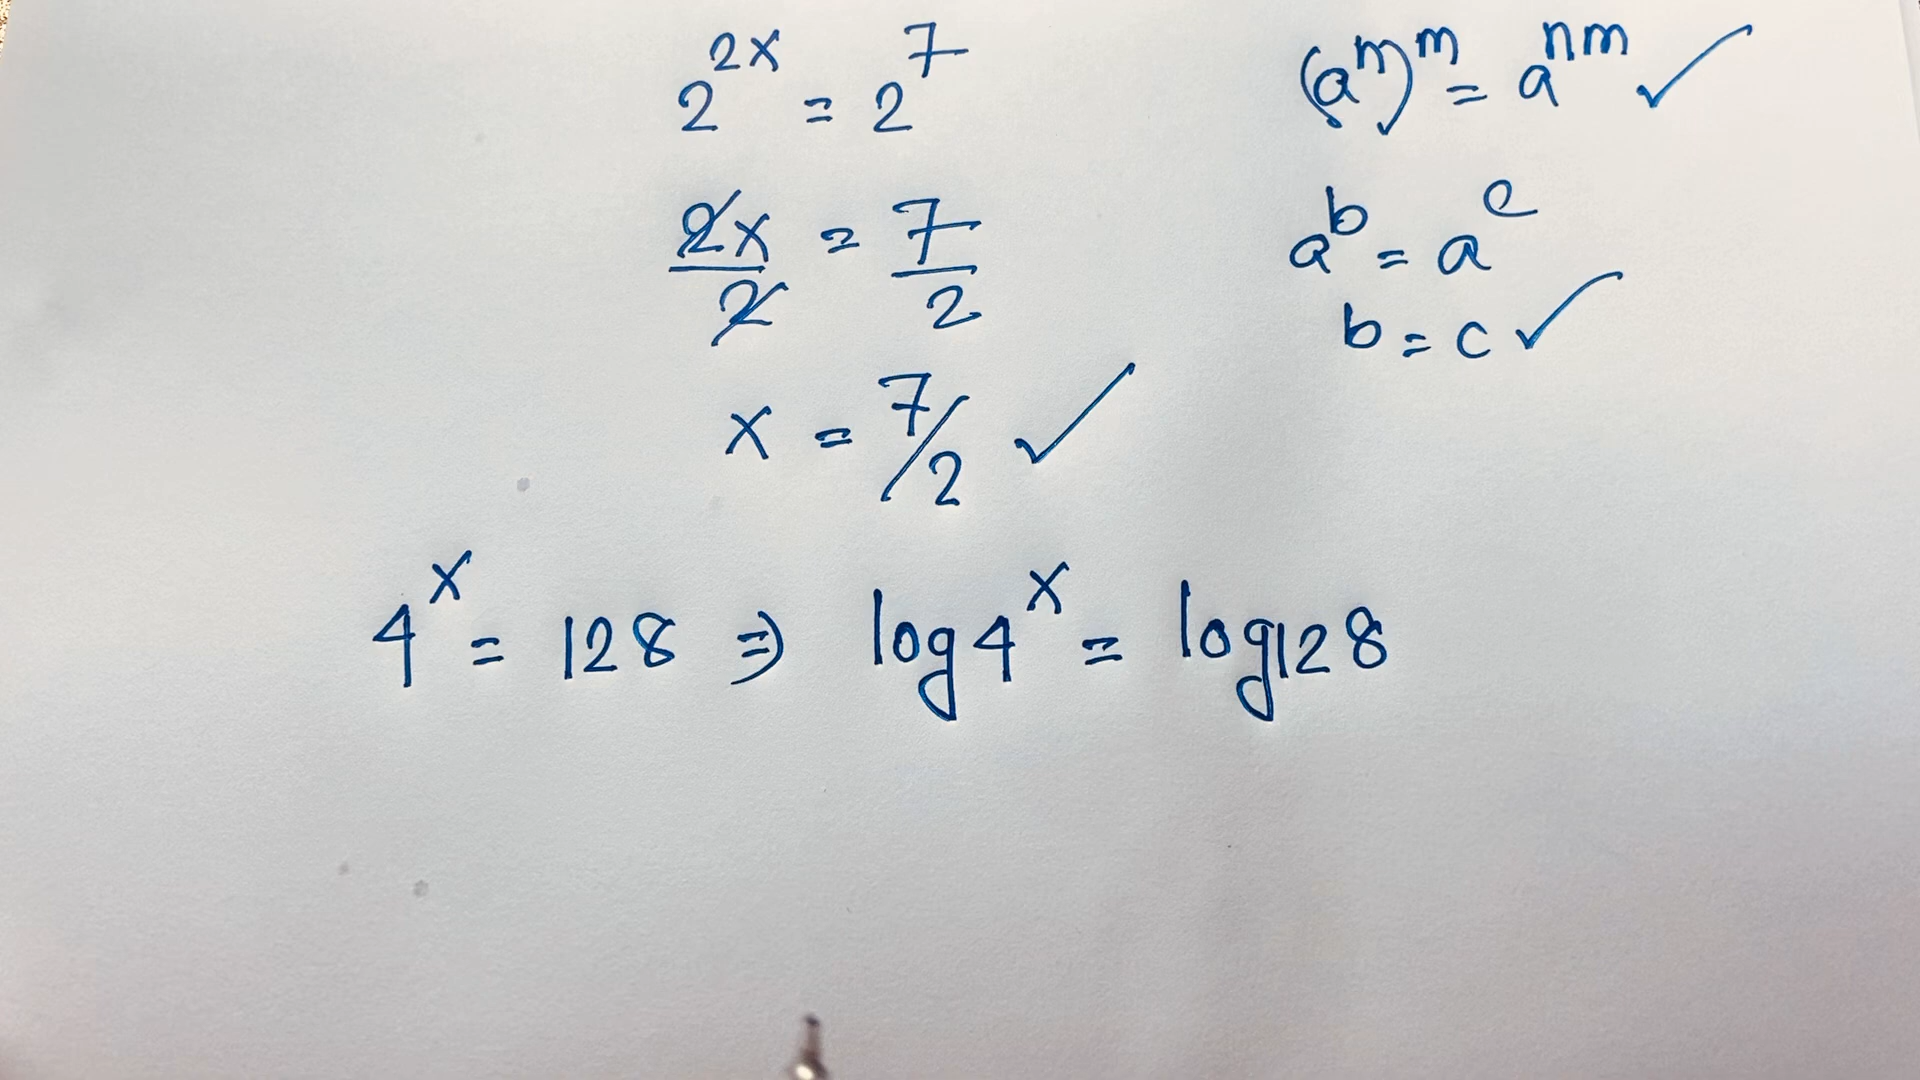 2^{2x} = 2^7
2x/2 = 7/2
x = 7/2 ✓
(a^n)^m = a^{nm} ✓
a^b = a^c
b = c ✓
4^x = 128 ⇒ log 4^x = log 128